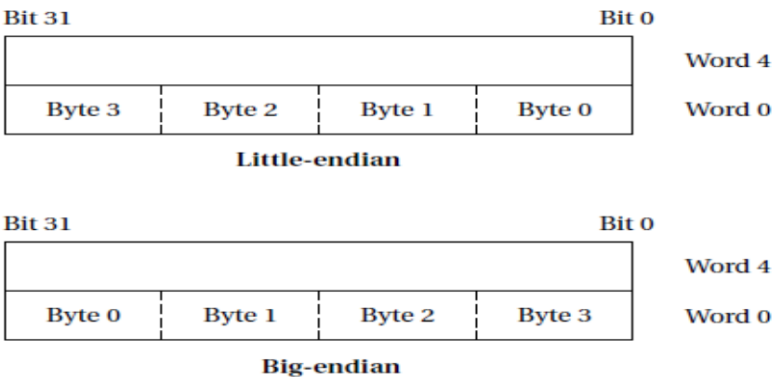 Bit 31 Bit 0
Word 4
Byte 3 Byte 2 Byte 1 Byte 0 Word 0
Little-endian
Bit 31 Bit 0
Word 4
Byte 0 Byte 1 Byte 2 Byte 3 Word 0
Big-endian